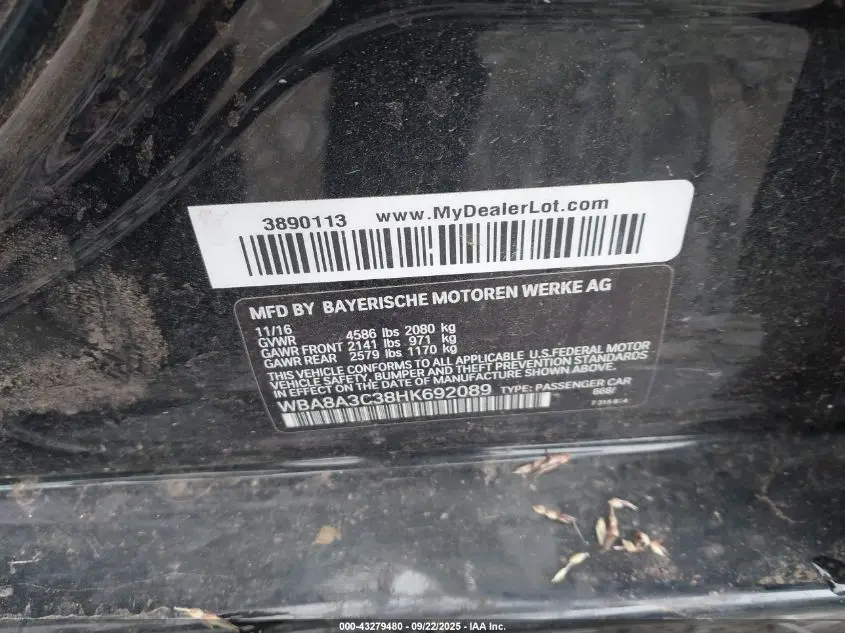 3890113 www.MyDealerLot.com
MFD BY BAYERISCHE MOTOREN WERKE AG
11/16
GVWR 4586 lbs 2080 kg
GAWR FRONT 2141 lbs 971 kg
GAWR REAR 2579 lbs 1170 kg
THIS VEHICLE CONFORMS TO ALL APPLICABLE U.S.FEDERAL MOTOR
VEHICLE SAFETY, BUMPER AND THEFT PREVENTION STANDARDS
IN EFFECT ON THE DATE OF MANUFACTURE SHOWN ABOVE.
WBA8A3C38HK692089 TYPE: PASSENGER CAR
668/
000-43279480 - 09/22/2025 - IAA Inc.